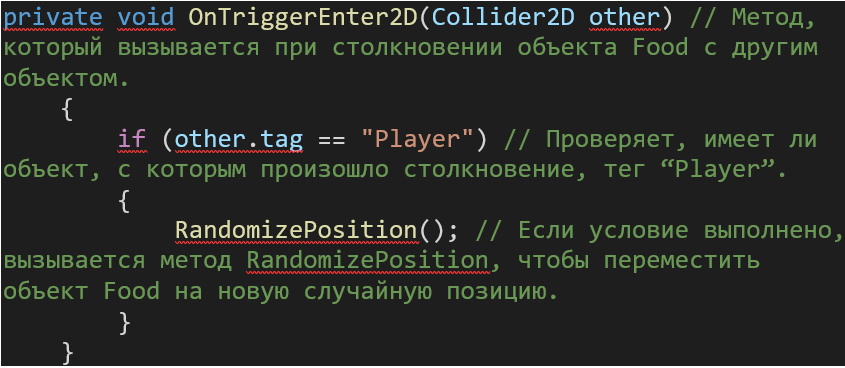 private void OnTriggerEnter2D(Collider2D other) // Метод,
который вызывается при столкновении объекта Food с другим
объектом.
{
if (other.tag == "Player") // Проверяет, имеет ли
объект, с которым произошло столкновение, тег “Player”.
{
RandomizePosition(); // Если условие выполнено,
вызывается метод RandomizePosition, чтобы переместить
объект Food на новую случайную позицию.
}
}